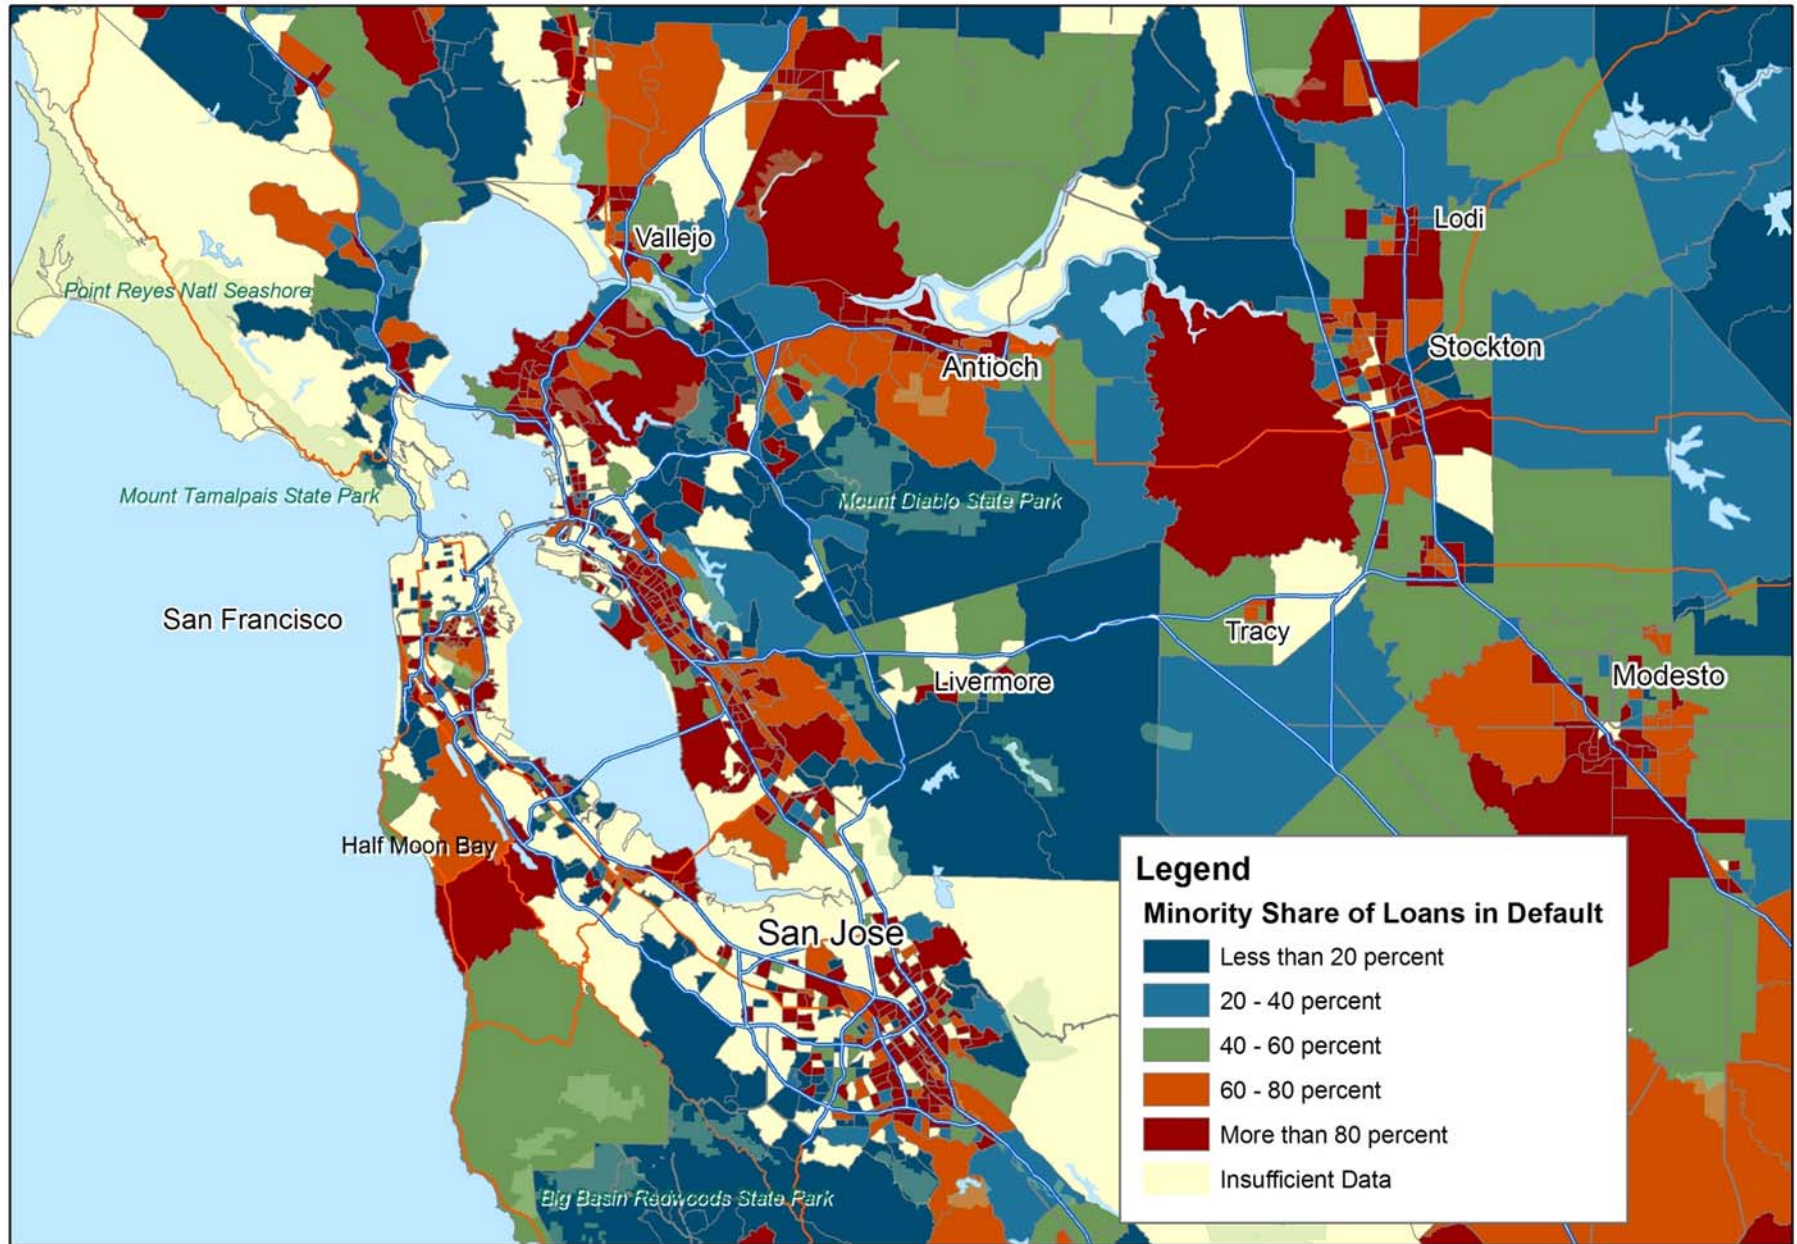 Lodi
Vallejo
Point Reyes Natl Seashore
Stockton
Antioch
Mount Tamalpais State Park
Mount Diablo State Park
San Francisco
Tracy
Modesto
Livermore
Half Moon Bay
San Jose
Big Basin Redwoods State Park
Legend
Minority Share of Loans in Default
Less than 20 percent
20 - 40 percent
40 - 60 percent
60 - 80 percent
More than 80 percent
Insufficient Data